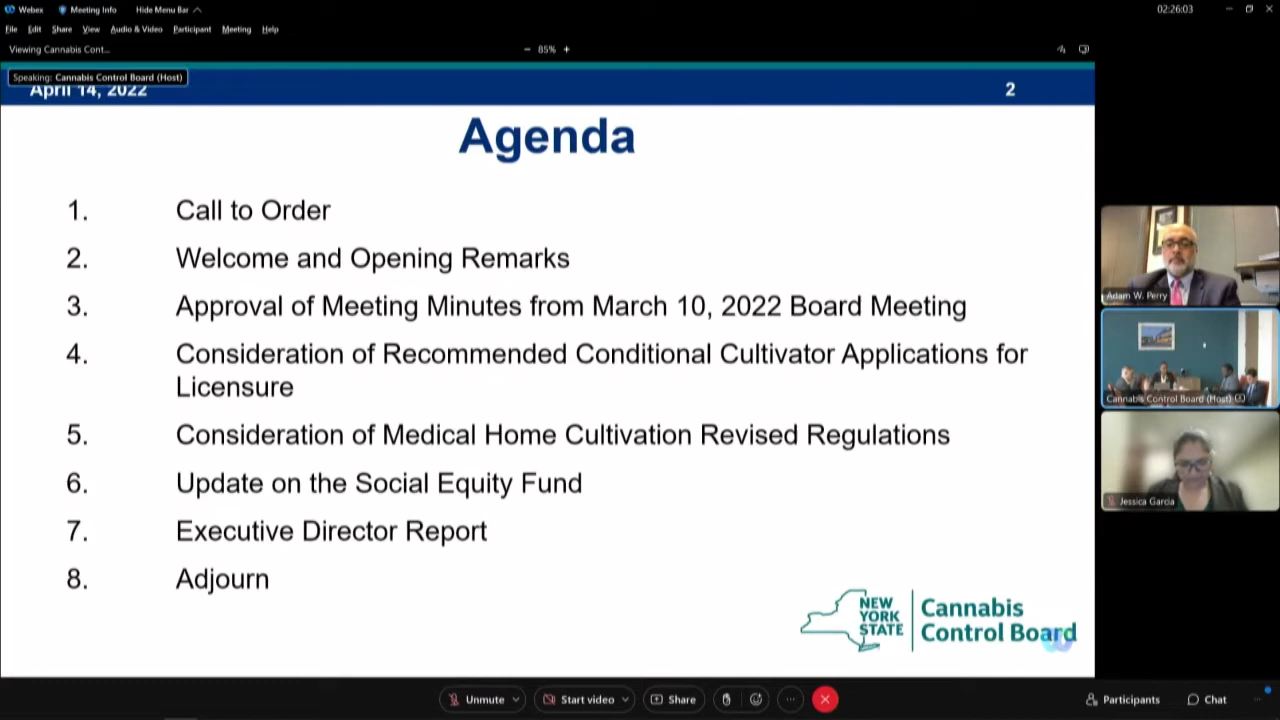 Webex Meeting Info Hide Menu Bar 02:26:03
File Edit Share View Audio & Video Participant Meeting Help
Viewing Cannabis Cont... 85%
Speaking: Cannabis Control Board (Host)
April 14, 2022 2
Agenda
1. Call to Order
2. Welcome and Opening Remarks
3. Approval of Meeting Minutes from March 10, 2022 Board Meeting
4. Consideration of Recommended Conditional Cultivator Applications for
Licensure
5. Consideration of Medical Home Cultivation Revised Regulations
6. Update on the Social Equity Fund
7. Executive Director Report
8. Adjourn
NEW
YORK
STATE
Cannabis
Control Board
Adam W. Perry
Cannabis Control Board (Host)
Jessica Garcia
Unmute Start video Share Participants Chat